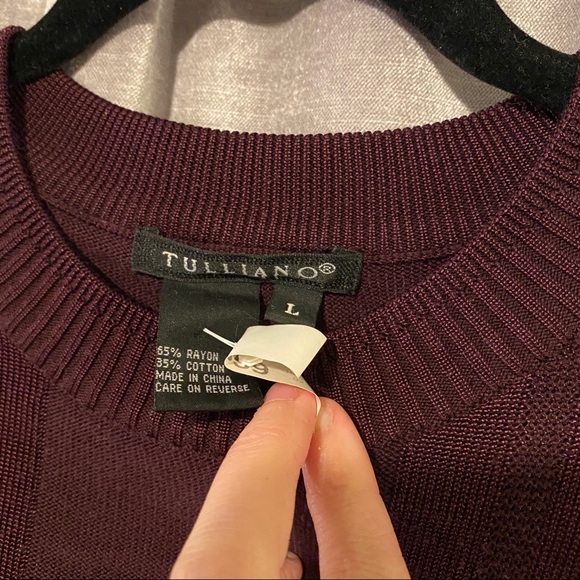 TULLIANO®
L
65% RAYON
35% COTTON
MADE IN CHINA
CARE ON REVERSE